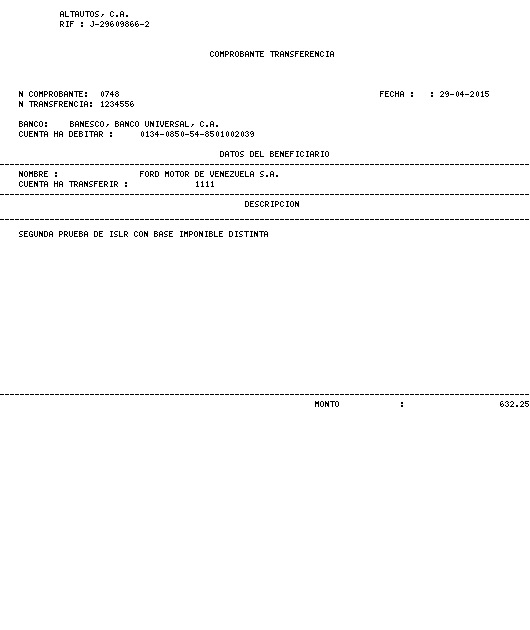 ALTAUTOS, C.A.
RIF : J-29609866-2
COMPROBANTE TRANSFERENCIA
N COMPROBANTE: 0748 FECHA : : 29-04-2015
N TRANSFRENCIA: 1234556
BANCO: BANESCO, BANCO UNIVERSAL, C.A.
CUENTA HA DEBITAR : 0134-0850-54-8501002039
DATOS DEL BENEFICIARIO
NOMBRE : FORD MOTOR DE VENEZUELA S.A.
CUENTA HA TRANSFERIR : 1111
DESCRIPCION
SEGUNDA PRUEBA DE ISLR CON BASE IMPONIBLE DISTINTA
MONTO : 632.25